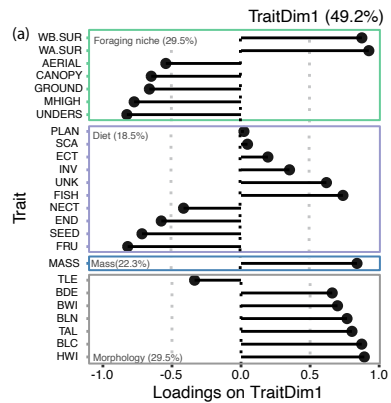 TraitDim1 (49.2%)
(a)
Foraging niche (29.5%)
WB.SUR
WA.SUR
AERIAL
CANOPY
GROUND
MHIGH
UNDERS
Diet (18.5%)
PLAN
SCA
ECT
INV
UNK
FISH
NECT
END
SEED
FRU
Trait
MASS
Mass(22.3%)
TLE
BDE
BWI
BLN
TAL
BLC
HWI
Morphology (29.5%)
-1.0 -0.5 0.0 0.5 1.0
Loadings on TraitDim1